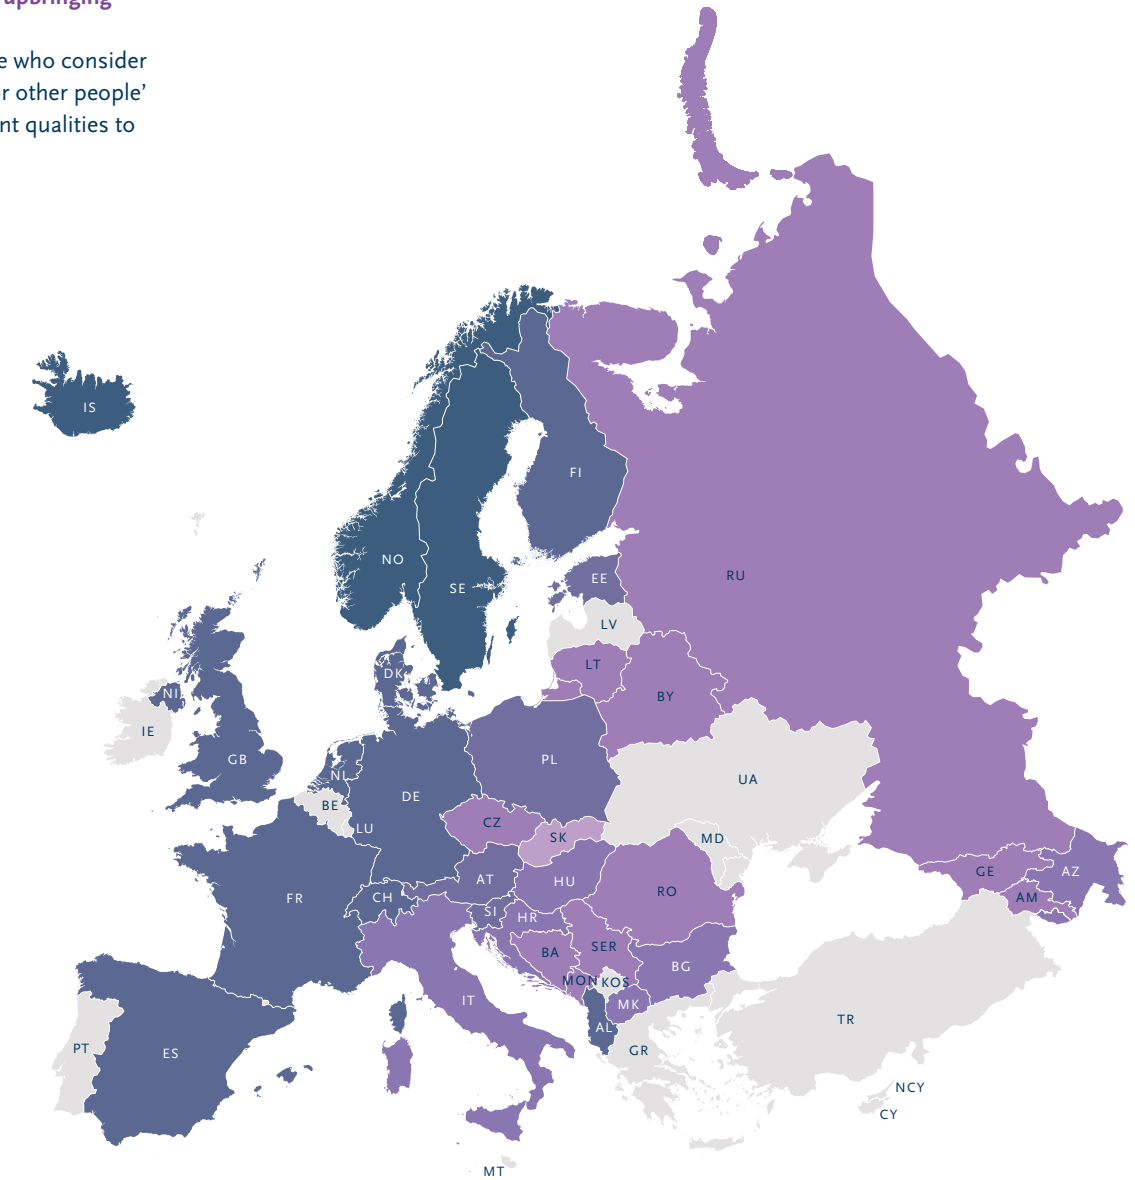 upbringing
who consider
other people’
qualities to
IS
FI
NO
SE
RU
EE
LV
LT
BY
DK
NI
IE
GB
NL
BE
LU
DE
PL
UA
CZ
SK
MD
FR
CH
AT
HU
RO
GE
AZ
AM
SI
HR
BA
SER
MON
KOS
BG
MK
IT
AL
GR
TR
PT
ES
NCY
CY
MT